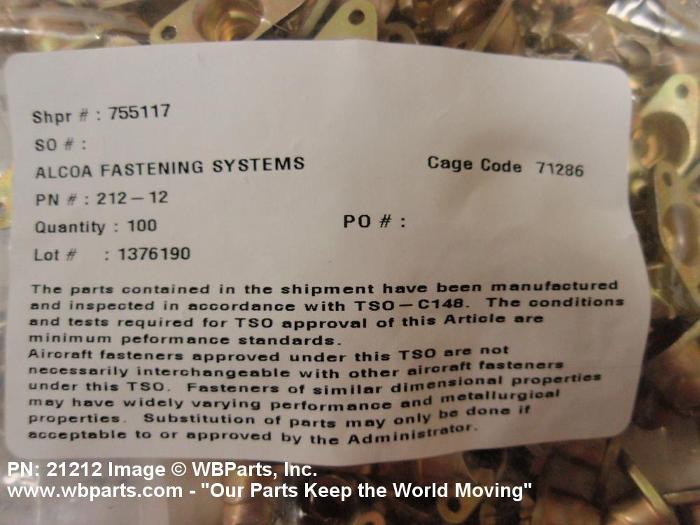 Shpr # : 755117
SO # :
ALCOA FASTENING SYSTEMS Cage Code 71286
PN # : 212-12
Quantity : 100 PO # :
Lot # : 1376190
The parts contained in the shipment have been manufactured
and inspected in accordance with TSO-C148. The conditions
and tests required for TSO approval of this Article are
minimum peformance standards.
Aircraft fasteners approved under this TSO are not
necessarily interchangeable with other aircraft fasteners
under this TSO. Fasteners of similar dimensional properties
may have widely varying performance and metallurgical
properties. Substitution of parts may only be done if
acceptable to or approved by the Administrator.
PN: 21212 Image © WBParts, Inc.
www.wbparts.com - "Our Parts Keep the World Moving"